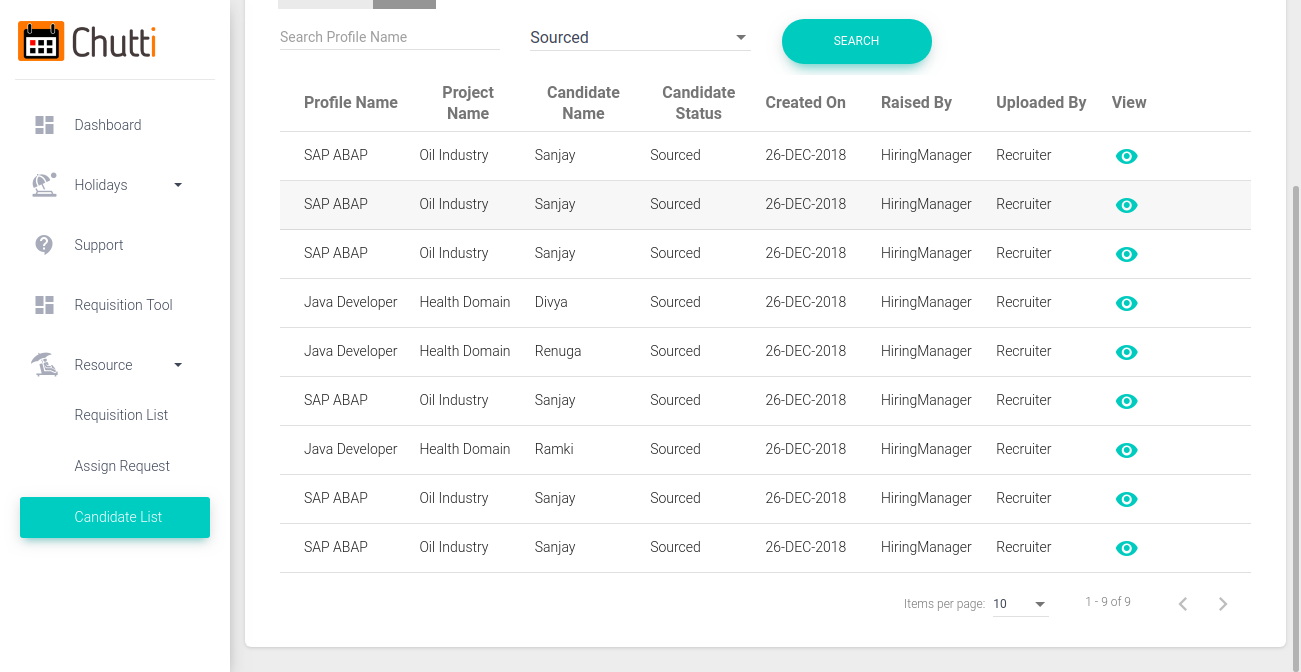 Chutti
Dashboard
Holidays
Support
Requisition Tool
Resource
Requisition List
Assign Request
Candidate List
Search Profile Name Sourced SEARCH
Profile Name Project Name Candidate Name Candidate Status Created On Raised By Uploaded By View
SAP ABAP Oil Industry Sanjay Sourced 26-DEC-2018 HiringManager Recruiter
SAP ABAP Oil Industry Sanjay Sourced 26-DEC-2018 HiringManager Recruiter
SAP ABAP Oil Industry Sanjay Sourced 26-DEC-2018 HiringManager Recruiter
Java Developer Health Domain Divya Sourced 26-DEC-2018 HiringManager Recruiter
Java Developer Health Domain Renuga Sourced 26-DEC-2018 HiringManager Recruiter
SAP ABAP Oil Industry Sanjay Sourced 26-DEC-2018 HiringManager Recruiter
Java Developer Health Domain Ramki Sourced 26-DEC-2018 HiringManager Recruiter
SAP ABAP Oil Industry Sanjay Sourced 26-DEC-2018 HiringManager Recruiter
SAP ABAP Oil Industry Sanjay Sourced 26-DEC-2018 HiringManager Recruiter
Items per page: 10 1 - 9 of 9